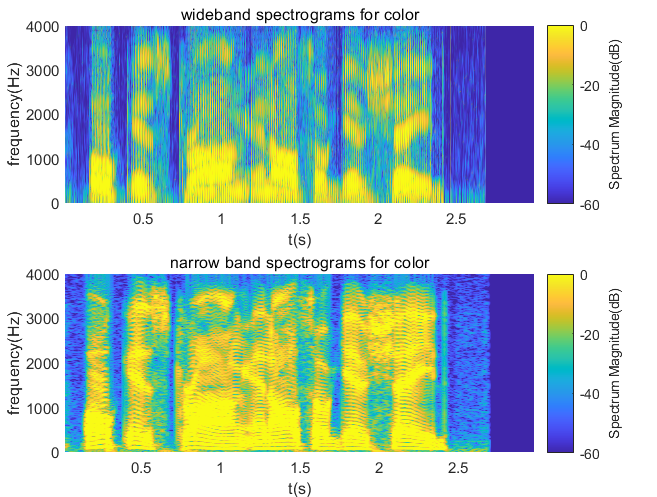 wideband spectrograms for color
4000
3000
2000
1000
0
frequency(Hz)
0.5 1 1.5 2 2.5
t(s)
0
-20
-40
-60
Spectrum Magnitude(dB)
narrow band spectrograms for color
4000
3000
2000
1000
0
frequency(Hz)
0.5 1 1.5 2 2.5
t(s)
0
-20
-40
-60
Spectrum Magnitude(dB)